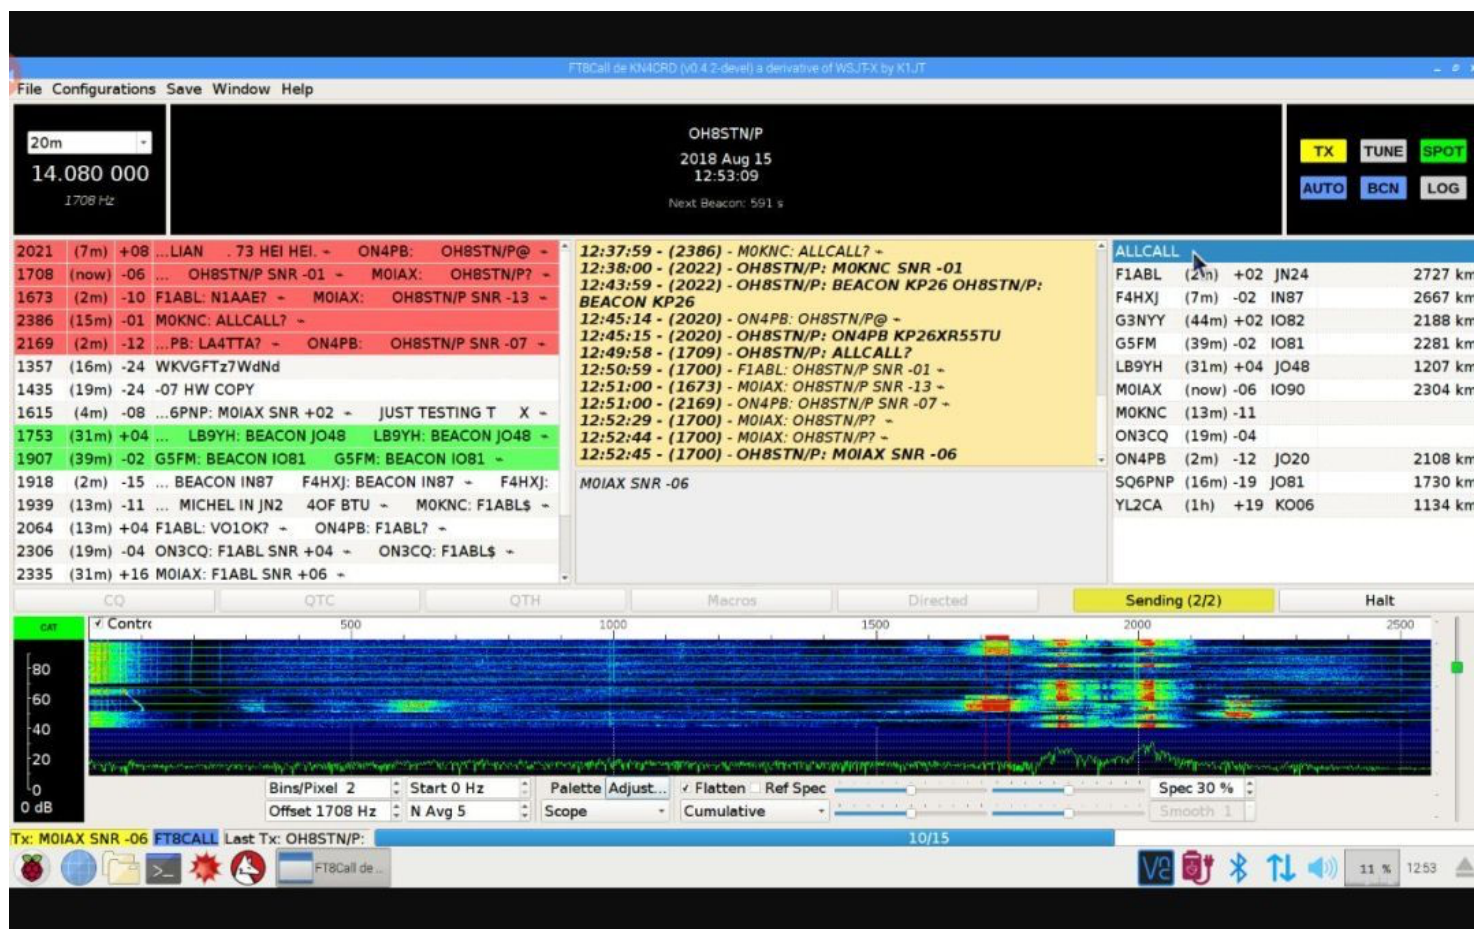 FT8Call de KN4CRD (v0.4.2-devel) a derivative of WSJT-X by K1JT
File Configurations Save Window Help
20m
14.080 000
1708 Hz
OH8STN/P
2018 Aug 15
12:53:09
Next Beacon: 591 s
TX TUNE SPOT
AUTO BCN LOG
2021 (7m) +08 ...LIAN . 73 HEI HEI. ⌁ ON4PB: OH8STN/P@ ⌁
1708 (now) -06 ... OH8STN/P SNR -01 ⌁ M0IAX: OH8STN/P? ⌁
1673 (2m) -10 F1ABL: N1AAE? ⌁ M0IAX: OH8STN/P SNR -13 ⌁
2386 (15m) -01 M0KNC: ALLCALL? ⌁
2169 (2m) -12 ...PB: LA4TTA? ⌁ ON4PB: OH8STN/P SNR -07 ⌁
1357 (16m) -24 WKVGFTz7WdNd
1435 (19m) -24 -07 HW COPY
1615 (4m) -08 ...6PNP: M0IAX SNR +02 ⌁ JUST TESTING T X ⌁
1753 (31m) +04 ... LB9YH: BEACON JO48 LB9YH: BEACON JO48 ⌁
1907 (39m) -02 G5FM: BEACON IO81 G5FM: BEACON IO81 ⌁
1918 (2m) -15 ... BEACON IN87 F4HXJ: BEACON IN87 ⌁ F4HXJ:
1939 (13m) -11 ... MICHEL IN JN2 4OF BTU ⌁ M0KNC: F1ABL$ ⌁
2064 (13m) +04 F1ABL: VO1OK? ⌁ ON4PB: F1ABL? ⌁
2306 (19m) -04 ON3CQ: F1ABL SNR +04 ⌁ ON3CQ: F1ABL$ ⌁
2335 (31m) +16 M0IAX: F1ABL SNR +06 ⌁
12:37:59 - (2386) - M0KNC: ALLCALL? ⌁
12:38:00 - (2022) - OH8STN/P: M0KNC SNR -01
12:43:59 - (2022) - OH8STN/P: BEACON KP26 OH8STN/P:
BEACON KP26
12:45:14 - (2020) - ON4PB: OH8STN/P@ ⌁
12:45:15 - (2020) - OH8STN/P: ON4PB KP26XR55TU
12:49:58 - (1709) - OH8STN/P: ALLCALL?
12:50:59 - (1700) - F1ABL: OH8STN/P SNR -01 ⌁
12:51:00 - (1673) - M0IAX: OH8STN/P SNR -13 ⌁
12:51:00 - (2169) - ON4PB: OH8STN/P SNR -07 ⌁
12:52:29 - (1700) - M0IAX: OH8STN/P? ⌁
12:52:44 - (1700) - M0IAX: OH8STN/P? ⌁
12:52:45 - (1700) - OH8STN/P: M0IAX SNR -06
M0IAX SNR -06
ALLCALL
F1ABL (2m) +02 JN24 2727 km
F4HXJ (7m) -02 IN87 2667 km
G3NYY (44m) +02 IO82 2188 km
G5FM (39m) -02 IO81 2281 km
LB9YH (31m) +04 JO48 1207 km
M0IAX (now) -06 IO90 2304 km
M0KNC (13m) -11
ON3CQ (19m) -04
ON4PB (2m) -12 JO20 2108 km
SQ6PNP (16m) -19 JO81 1730 km
YL2CA (1h) +19 KO06 1134 km
CQ QTC QTH Macros Directed Sending (2/2) Halt
CAT Contrc 500 1000 1500 2000 2500
80
60
40
20
0
0 dB
Bins/Pixel 2 Start 0 Hz Palette Adjust... Flatten Ref Spec Spec 30 %
Offset 1708 Hz N Avg 5 Scope Cumulative Smooth 1
Tx: M0IAX SNR -06 FT8CALL Last Tx: OH8STN/P: 10/15
FT8Call de ... 11 % 12:53